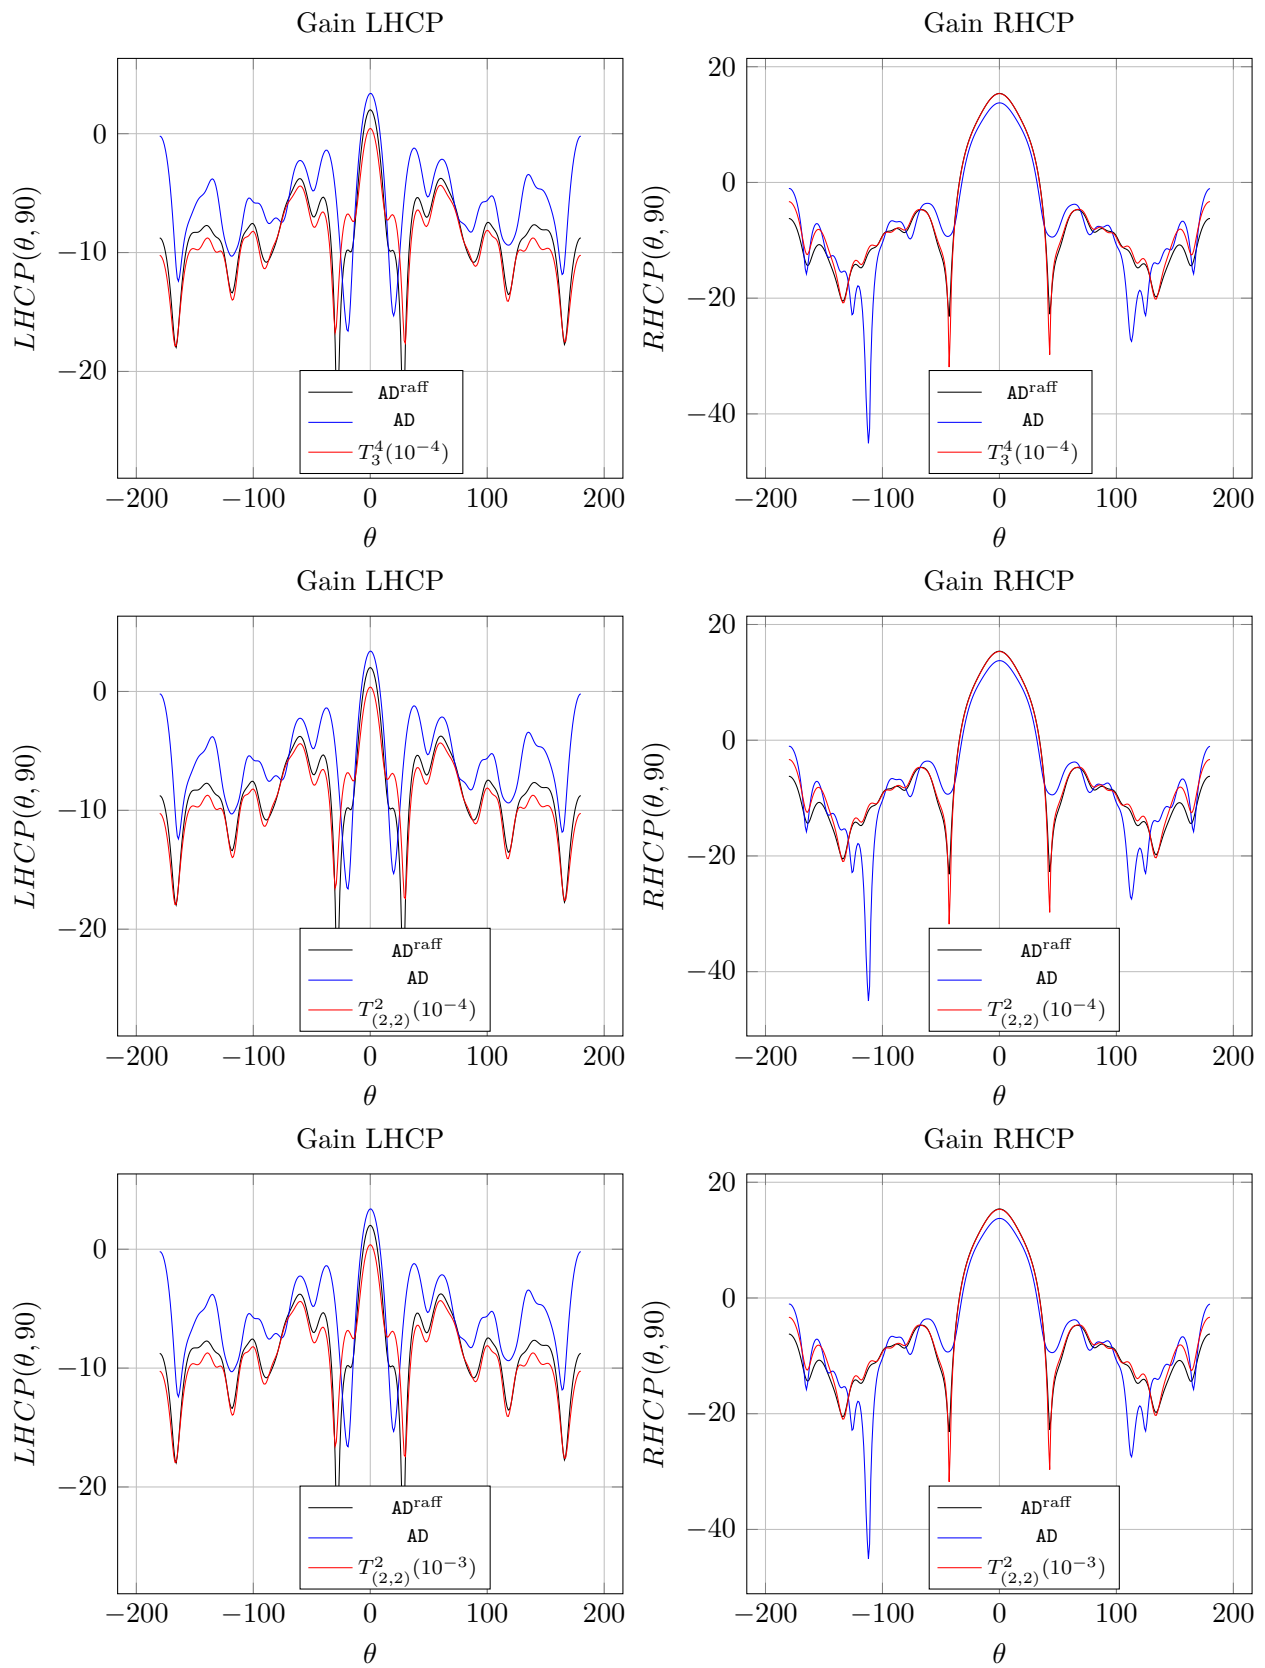 Gain LHCP
Gain RHCP
LHCP(θ, 90)
0
−10
−20
AD^raff
AD
T_3^4(10^−4)
−200 −100 0 100 200
θ
RHCP(θ, 90)
20
0
−20
−40
AD^raff
AD
T_3^4(10^−4)
−200 −100 0 100 200
θ
Gain LHCP
Gain RHCP
LHCP(θ, 90)
0
−10
−20
AD^raff
AD
T_(2,2)^2(10^−4)
−200 −100 0 100 200
θ
RHCP(θ, 90)
20
0
−20
−40
AD^raff
AD
T_(2,2)^2(10^−4)
−200 −100 0 100 200
θ
Gain LHCP
Gain RHCP
LHCP(θ, 90)
0
−10
−20
AD^raff
AD
T_(2,2)^2(10^−3)
−200 −100 0 100 200
θ
RHCP(θ, 90)
20
0
−20
−40
AD^raff
AD
T_(2,2)^2(10^−3)
−200 −100 0 100 200
θ